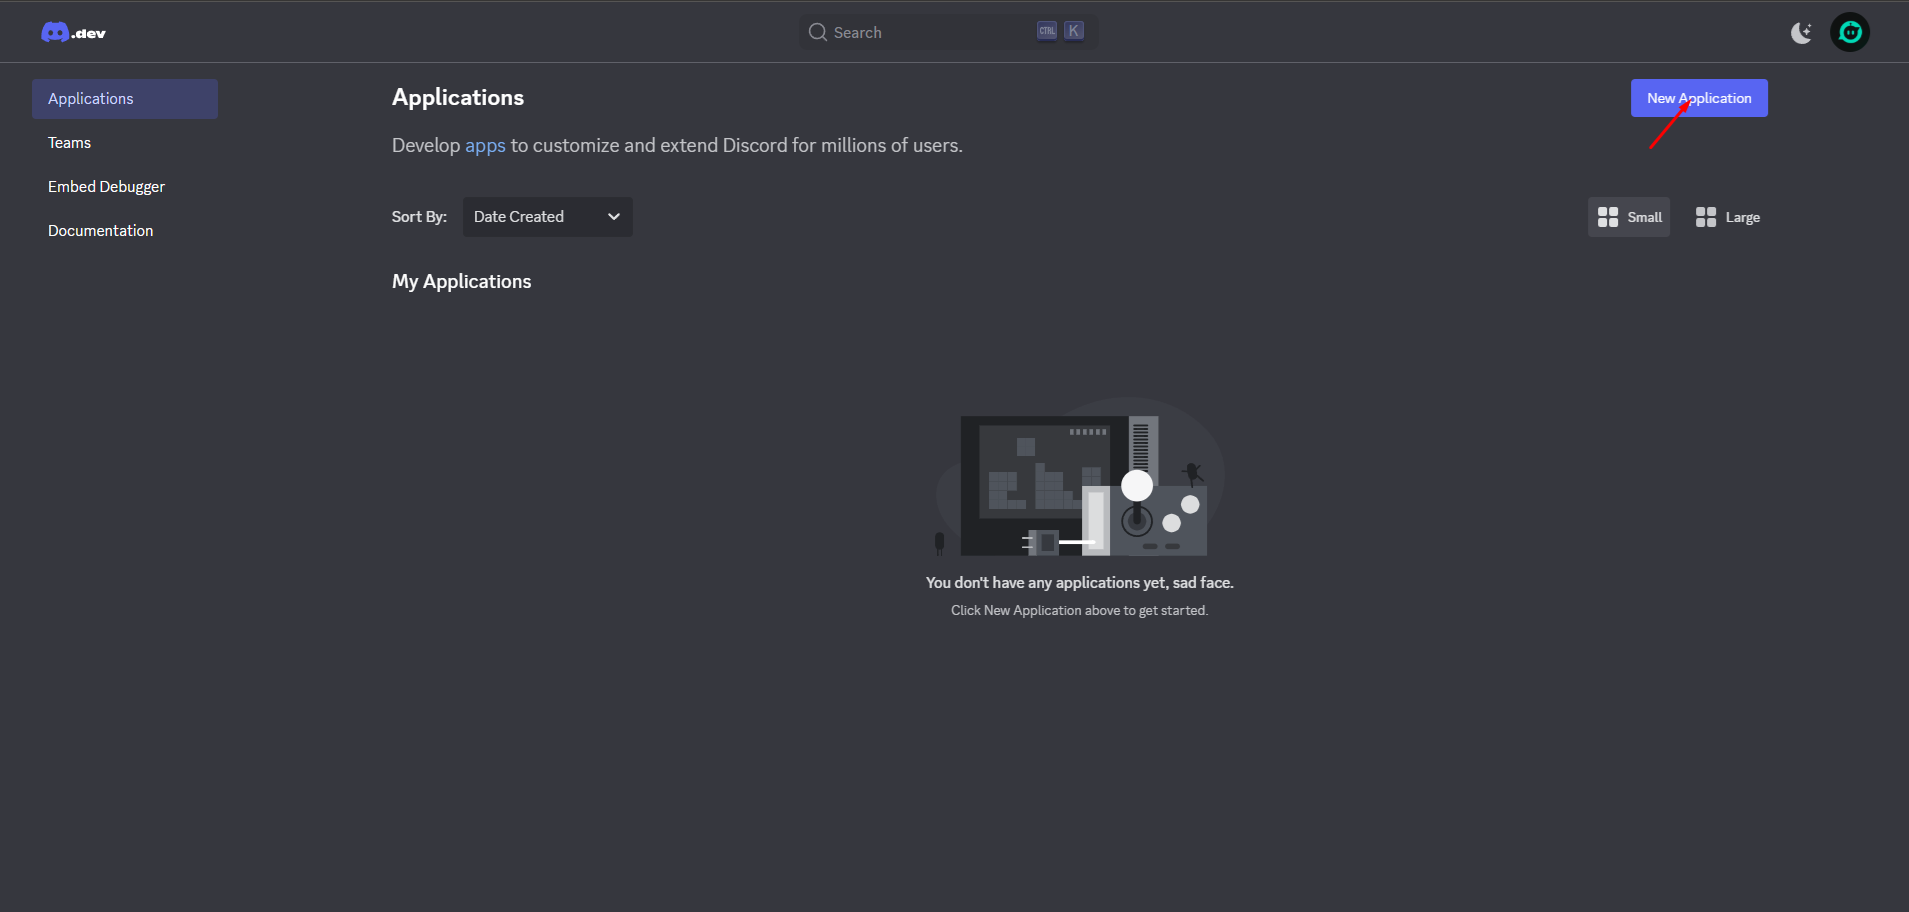 .dev
Search
CTRL K
Applications
Teams
Embed Debugger
Documentation
Applications
New Application
Develop apps to customize and extend Discord for millions of users.
Sort By: Date Created
Small
Large
My Applications
You don't have any applications yet, sad face.
Click New Application above to get started.